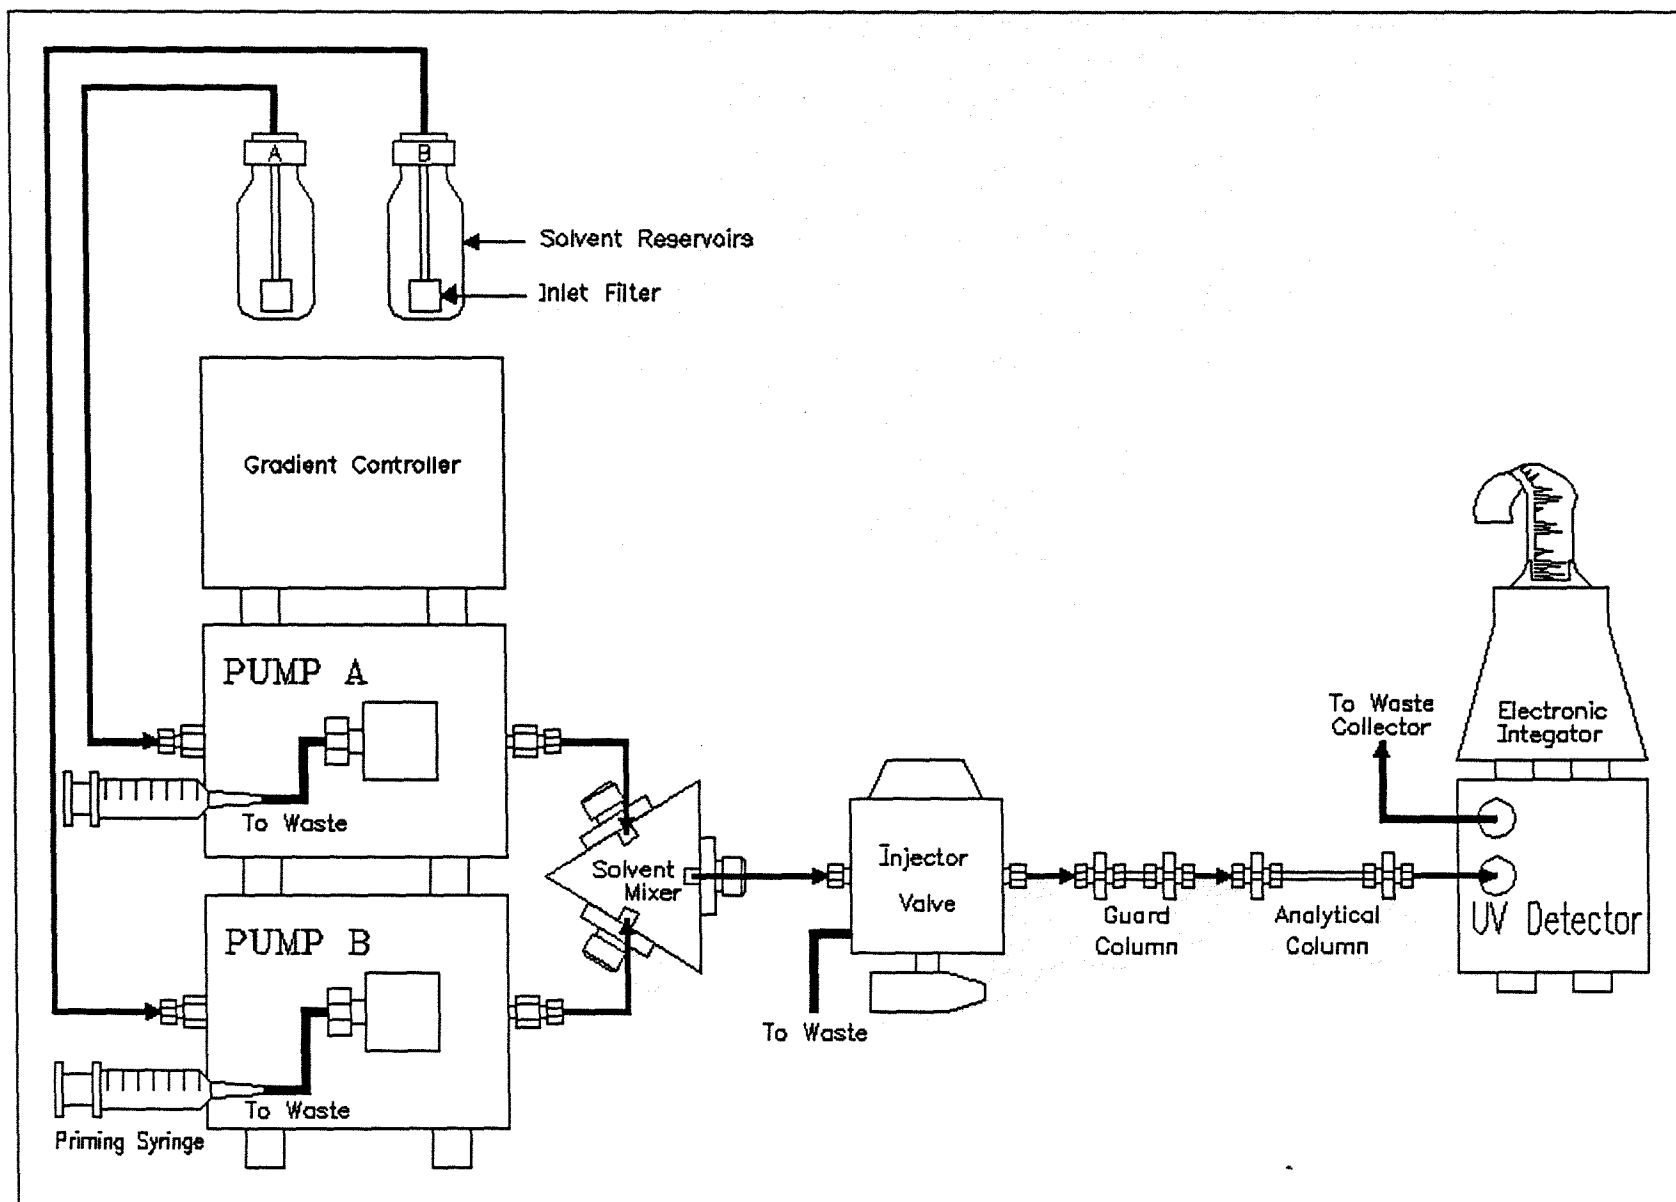 A
B
Solvent Reservoirs
Inlet Filter
Gradient Controller
PUMP A
To Waste
PUMP B
To Waste
Priming Syringe
Solvent
Mixer
Injector
Valve
To Waste
Guard
Column
Analytical
Column
To Waste
Collector
Electronic
Integator
UV Detector